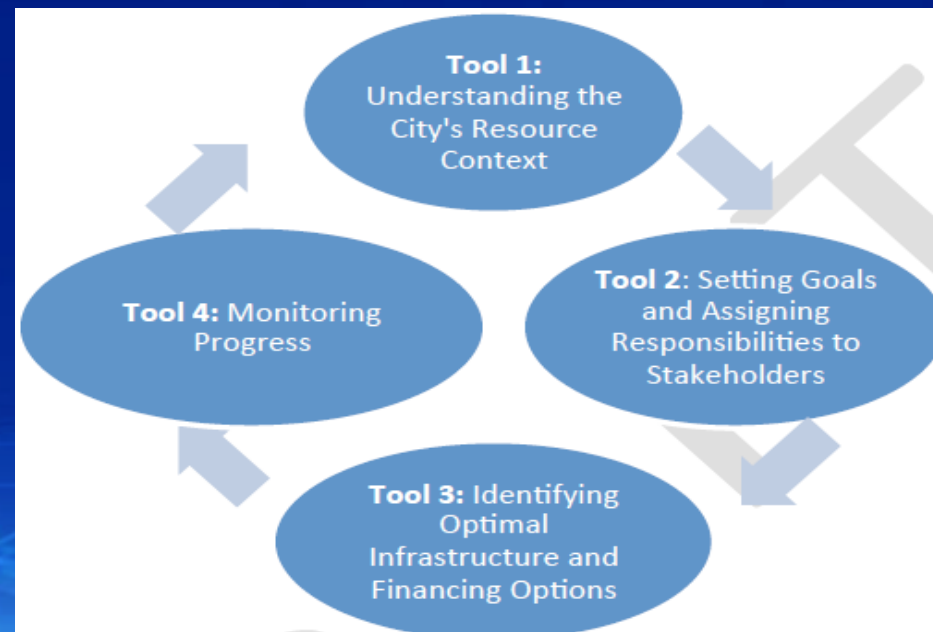 Tool 1:
Understanding the
City's Resource
Context
Tool 2: Setting Goals
and Assigning
Responsibilities to
Stakeholders
Tool 3: Identifying
Optimal
Infrastructure and
Financing Options
Tool 4: Monitoring
Progress